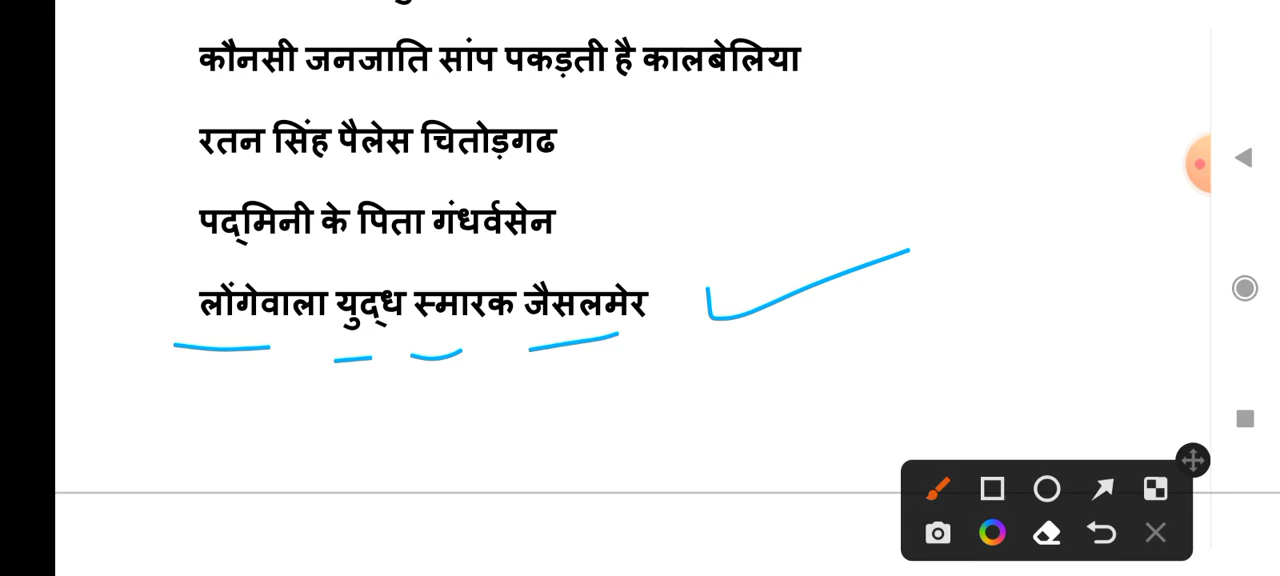 कौनसी जनजाति सांप पकड़ती है कालबेलिया
रतन सिंह पैलेस चितोड़गढ
पद्मिनी के पिता गंधर्वसेन
लोंगेवाला युद्ध स्मारक जैसलमेर